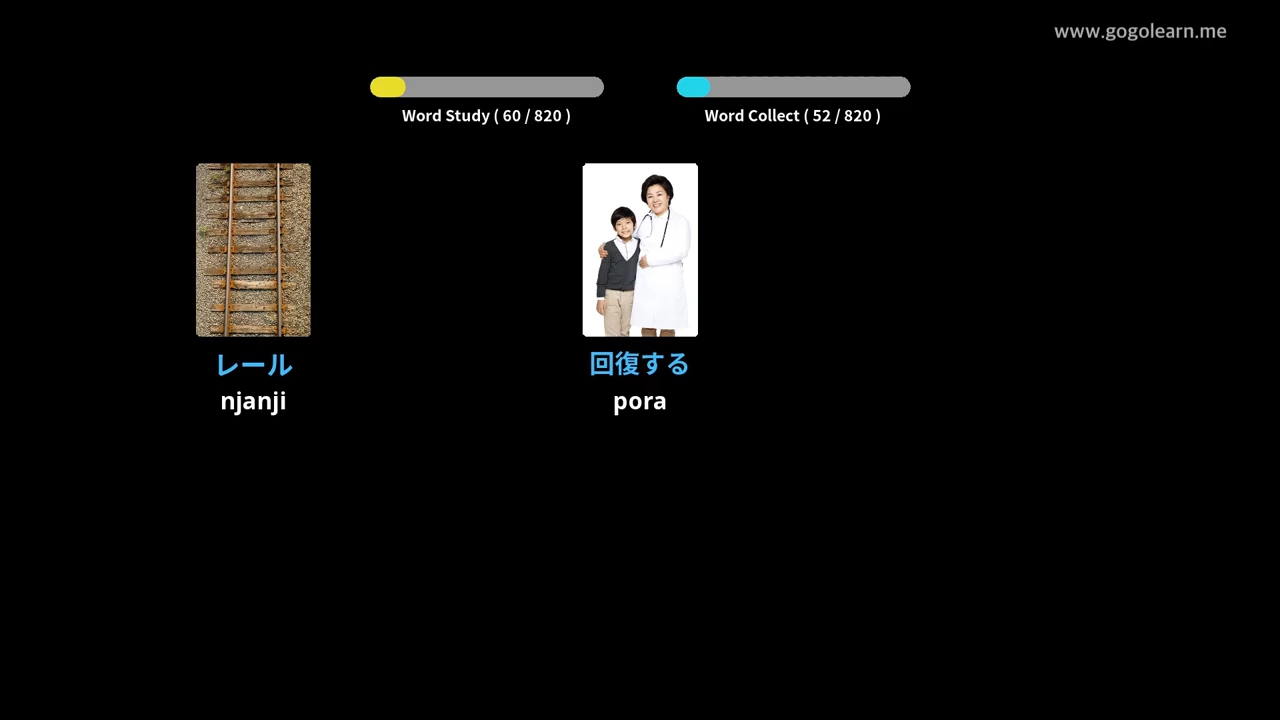 www.gogolearn.me
Word Study ( 60 / 820 )
Word Collect ( 52 / 820 )
レール
回復する
njanji
pora